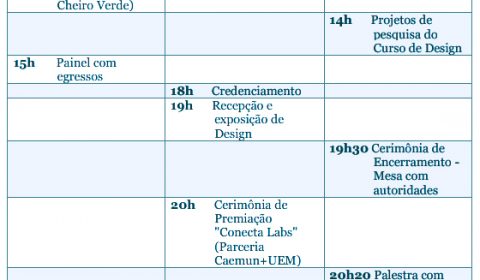 Cheiro Verde)
14h Projetos de
pesquisa do
Curso de Design
15h Painel com
egressos
18h Credenciamento
19h Recepção e
exposição de
Design
19h30 Cerimônia de
Encerramento -
Mesa com
autoridades
20h Cerimônia de
Premiação
"Conecta Labs"
(Parceria
Caemun+UEM)
20h20 Palestra com